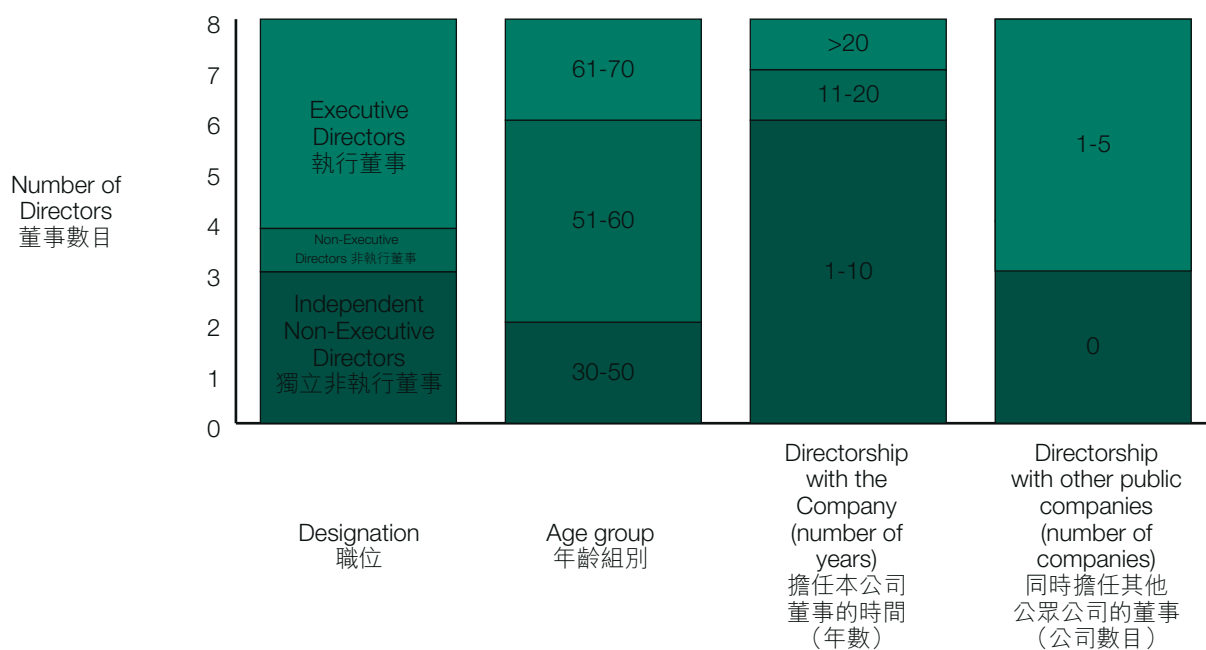 Number of
Directors
董事數目
8
7
6
5
4
3
2
1
0
Executive
Directors
執行董事
Non-Executive
Directors 非執行董事
Independent
Non-Executive
Directors
獨立非執行董事
61-70
51-60
30-50
>20
11-20
1-10
1-5
0
Designation
職位
Age group
年齡組別
Directorship
with the
Company
(number of
years)
擔任本公司
董事的時間
（年數）
Directorship
with other public
companies
(number of
companies)
同時擔任其他
公眾公司的董事
（公司數目）